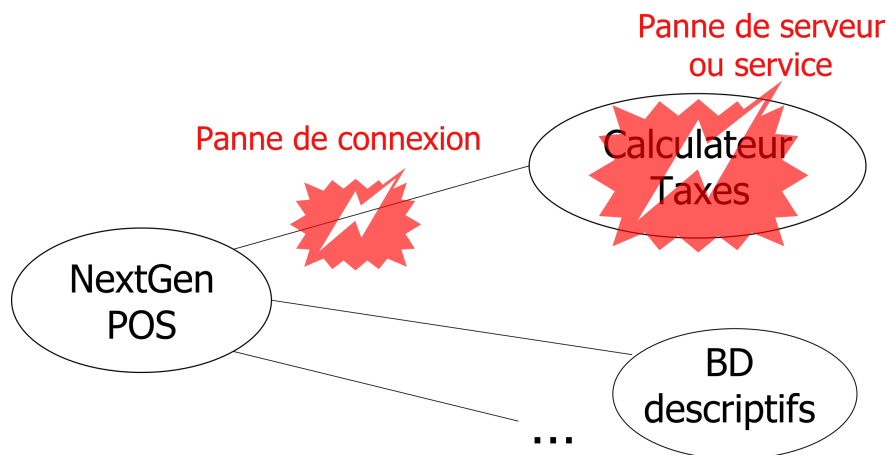 Panne de serveur
ou service
Panne de connexion
Calculateur
Taxes
NextGen
POS
BD
descriptifs
...